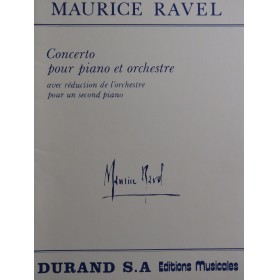 MAURICE RAVEL
Concerto
pour piano et orchestre
avec réduction de l'orchestre
pour un second piano
Maurice Ravel
DURAND S.A Editions Musicales